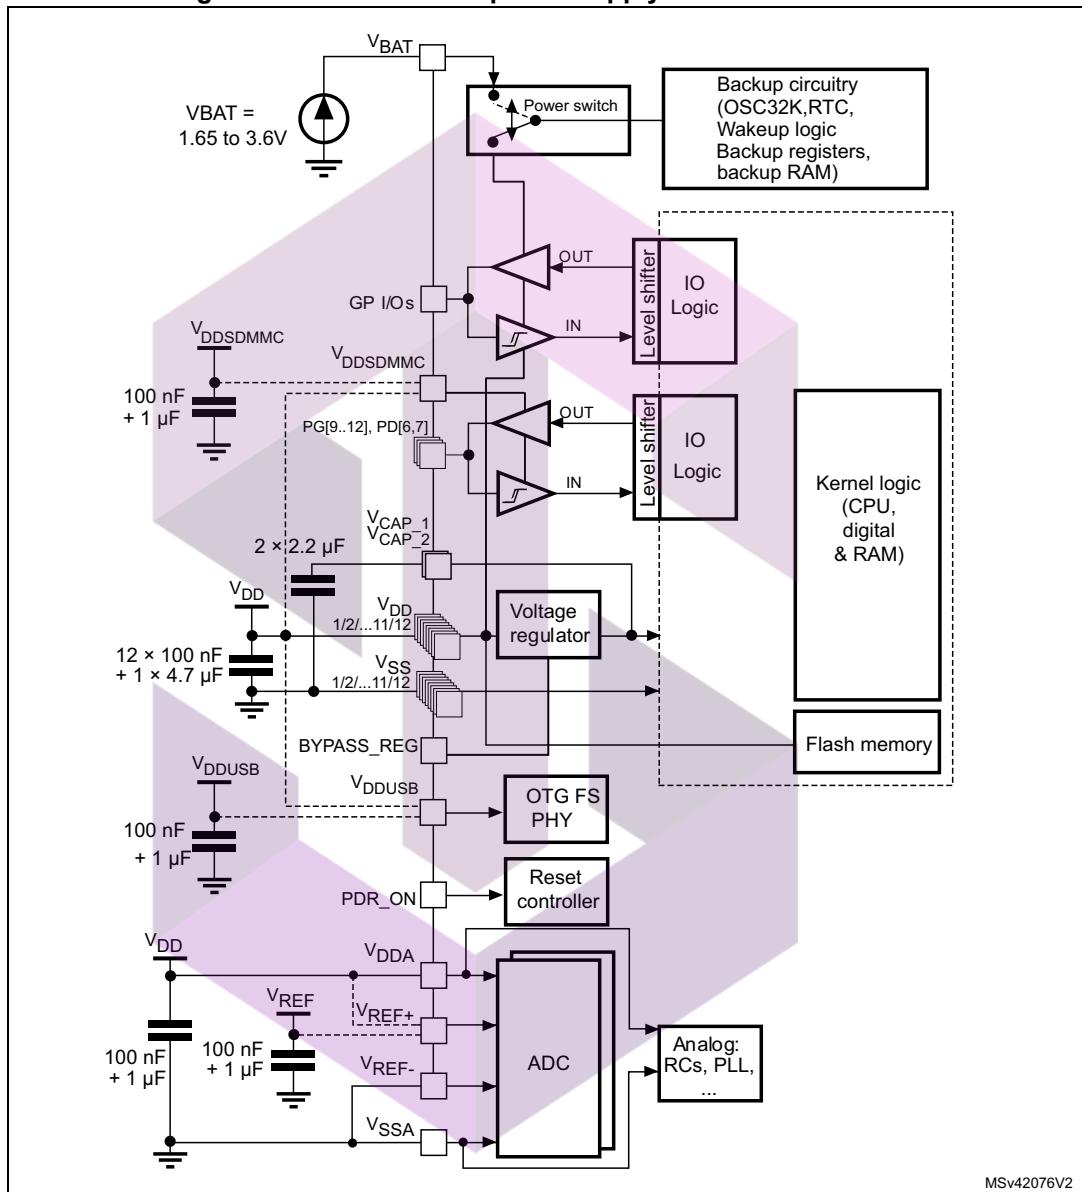 VBAT
VBAT =
1.65 to 3.6V
Power switch
Backup circuitry
(OSC32K,RTC,
Wakeup logic
Backup registers,
backup RAM)
OUT
IN
Level shifter
IO
Logic
GP I/Os
VDDSDMMC
100 nF
+ 1 µF
VDDSDMMC
PG[9..12], PD[6,7]
OUT
IN
Level shifter
IO
Logic
Kernel logic
(CPU,
digital
& RAM)
VCAP_1
VCAP_2
2 × 2.2 µF
VDD
VDD
1/2/...11/12
Voltage
regulator
12 × 100 nF
+ 1 × 4.7 µF
VSS
1/2/...11/12
BYPASS_REG
Flash memory
VDDUSB
VDDUSB
100 nF
+ 1 µF
OTG FS
PHY
PDR_ON
Reset
controller
VDD
VDDA
VREF
VREF+
100 nF
+ 1 µF
100 nF
+ 1 µF
VREF-
VSSA
ADC
Analog:
RCs, PLL,
...
MSv42076V2